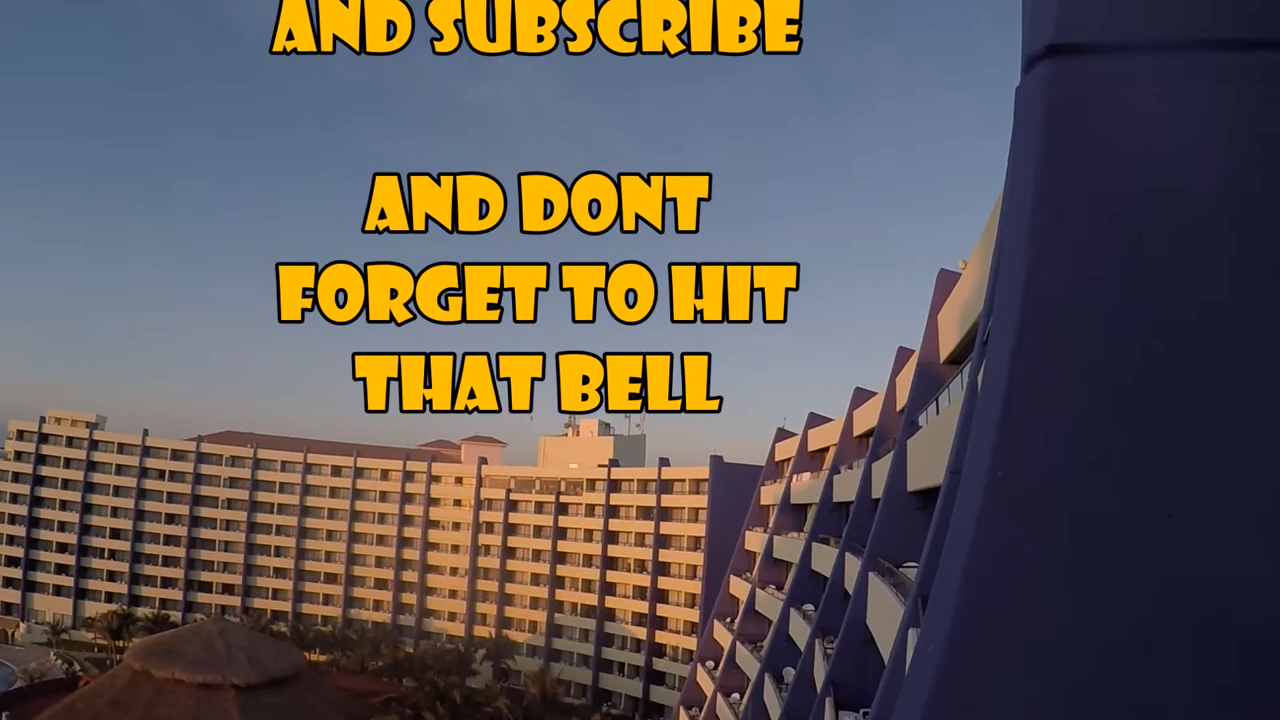 AND SUBSCRIBE
AND DONT
FORGET TO HIT
THAT BELL